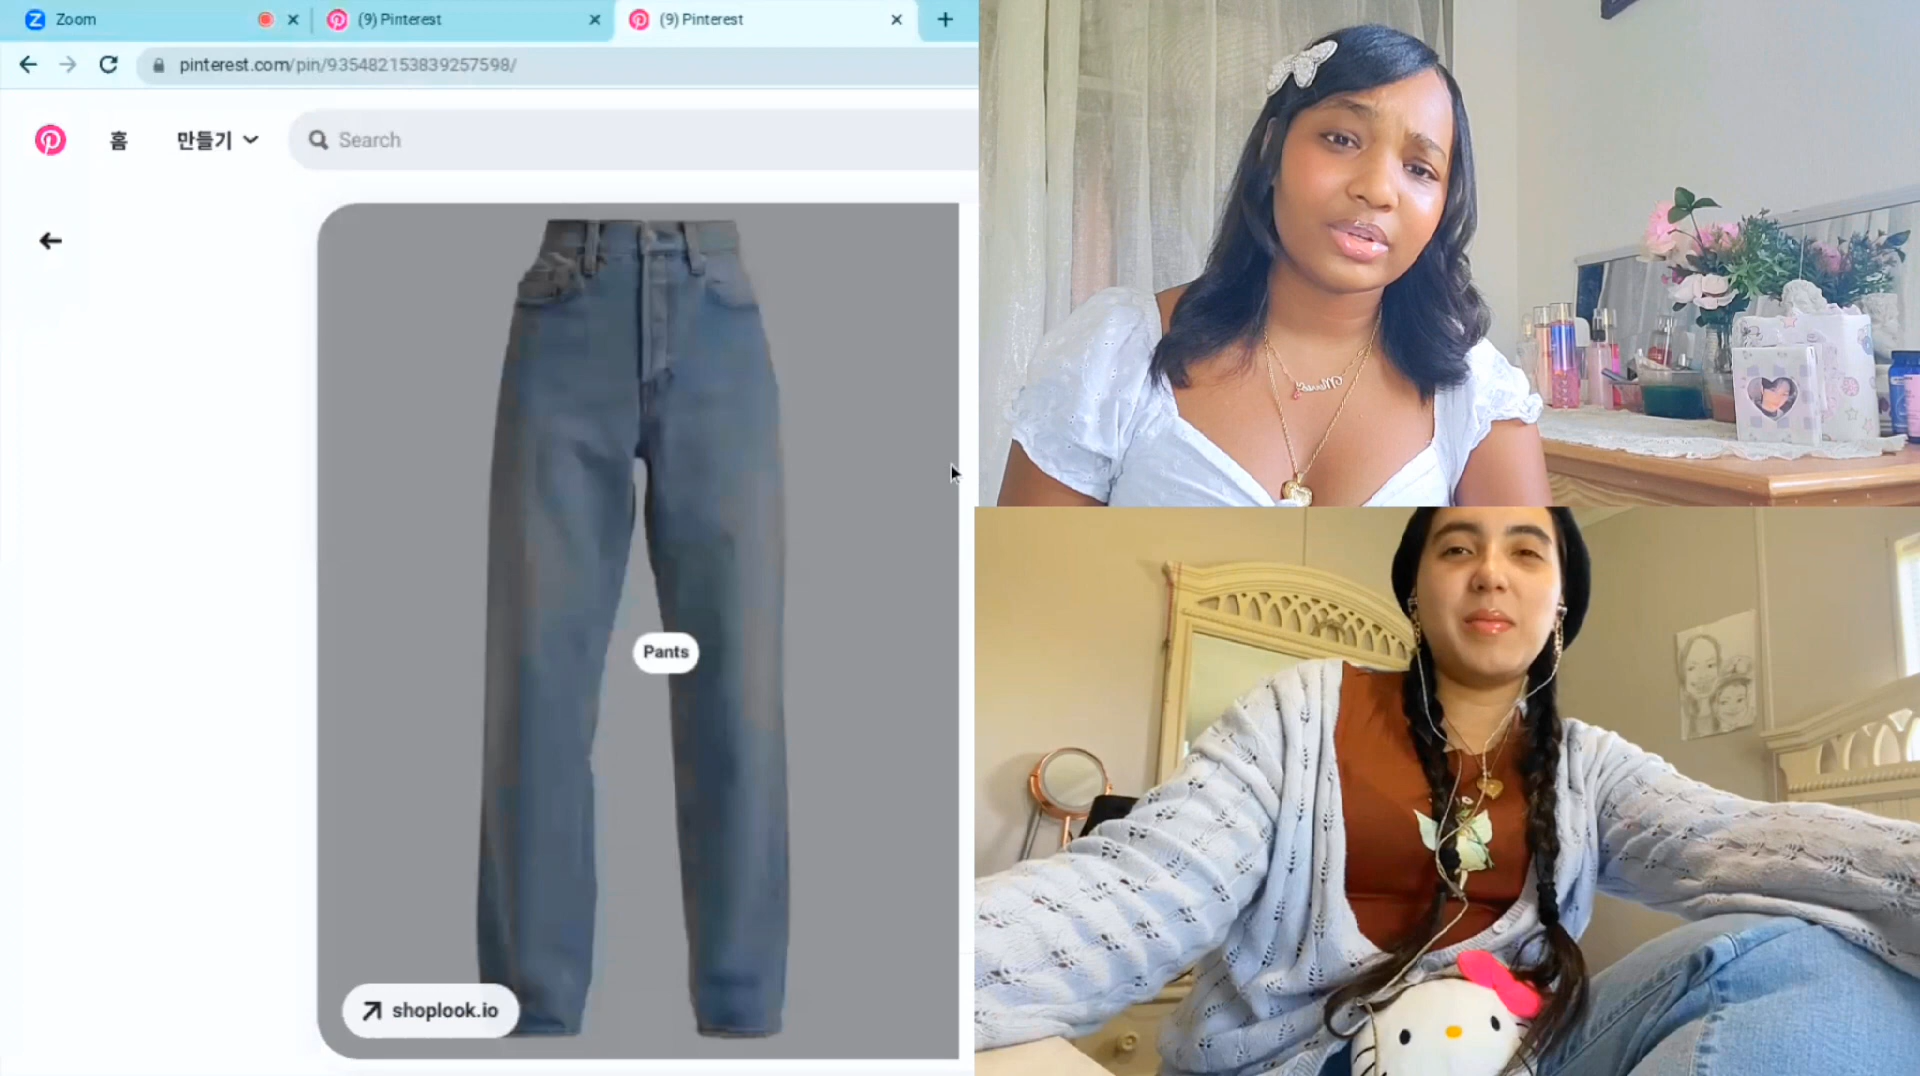 Zoom
(9) Pinterest
(9) Pinterest
pinterest.com/pin/935482153839257598/
홈
만들기
Search
Pants
shoplook.io